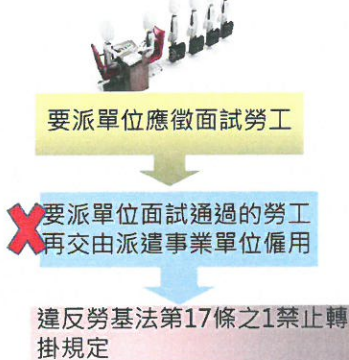 要派單位應徵面試勞工
要派單位面試通過的勞工
再交由派遣事業單位僱用
違反勞基法第17條之1禁止轉
掛規定